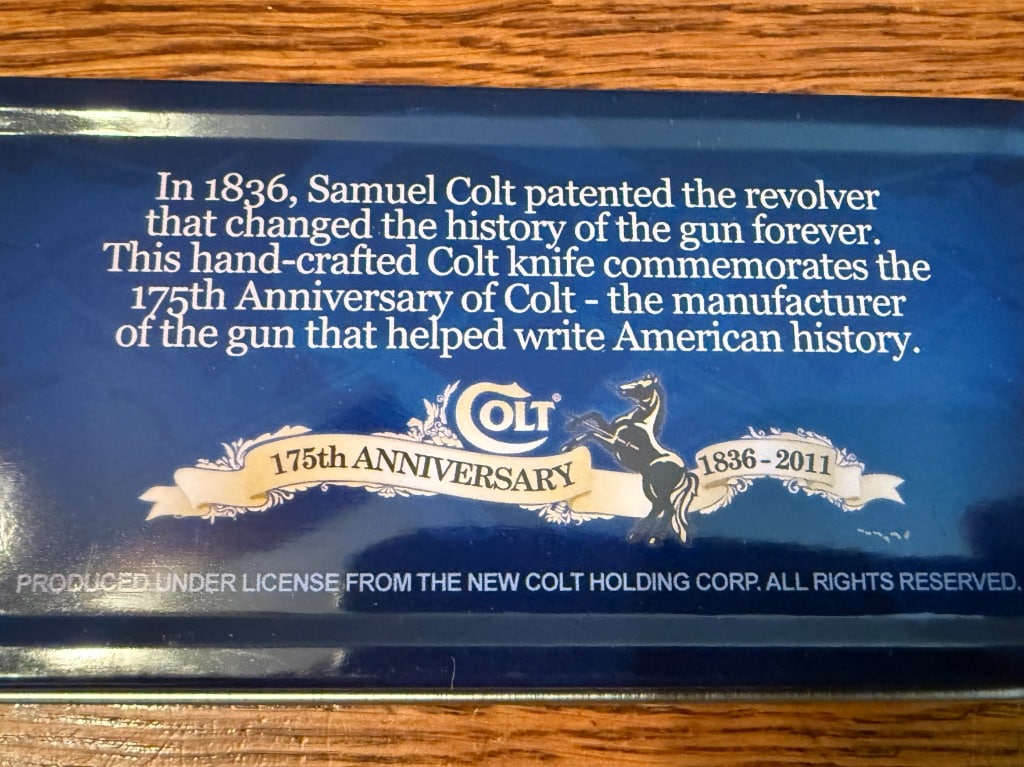 In 1836, Samuel Colt patented the revolver
that changed the history of the gun forever.
This hand-crafted Colt knife commemorates the
175th Anniversary of Colt - the manufacturer
of the gun that helped write American history.
COLT®
175th ANNIVERSARY
1836 - 2011
PRODUCED UNDER LICENSE FROM THE NEW COLT HOLDING CORP. ALL RIGHTS RESERVED.